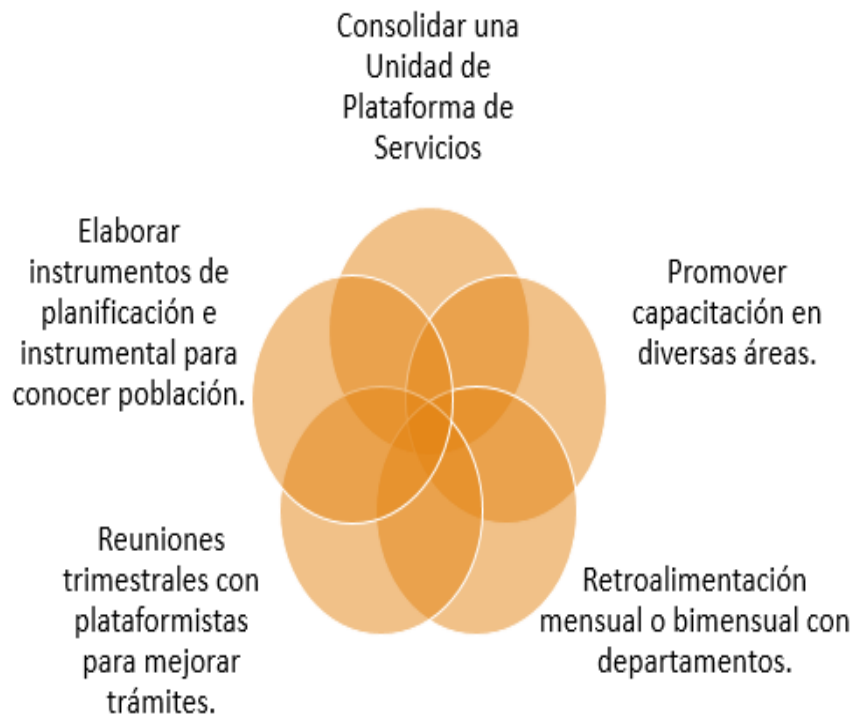 Consolidar una
Unidad de
Plataforma de
Servicios
Promover
capacitación en
diversas áreas.
Retroalimentación
mensual o bimensual con
departamentos.
Reuniones
trimestrales con
plataformistas
para mejorar
trámites.
Elaborar
instrumentos de
planificación e
instrumental para
conocer población.